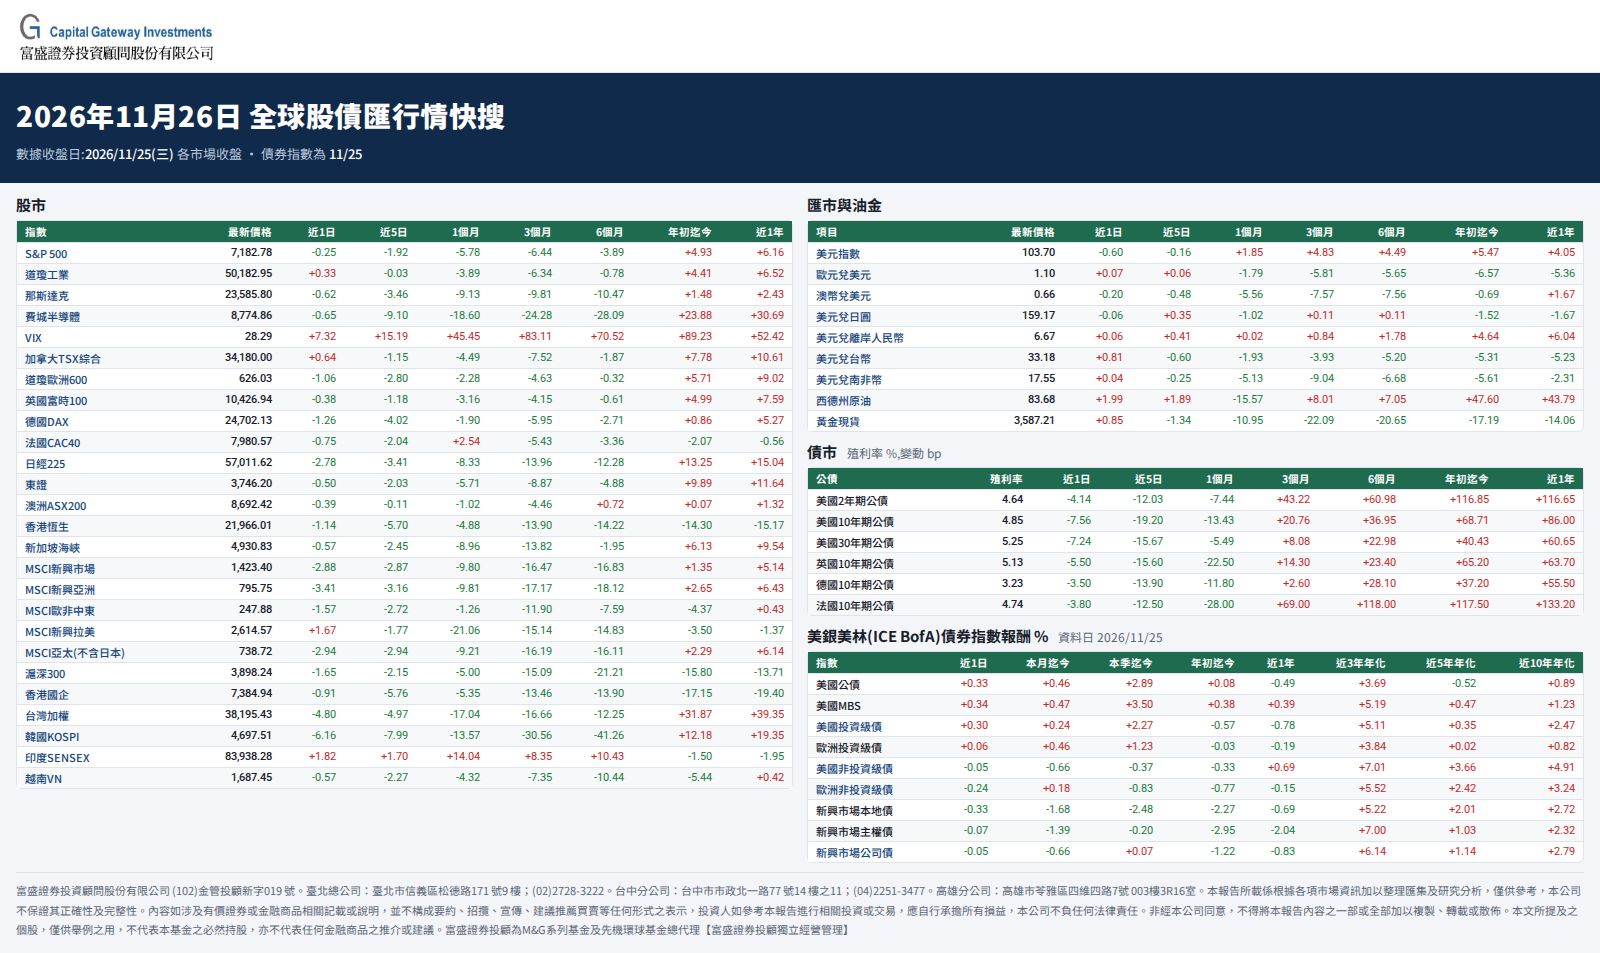 Capital Gateway Investments
富盛證券投資顧問股份有限公司
2026年11月26日 全球股債匯行情快搜
數據收盤日:2026/11/25(三) 各市場收盤 ・ 債券指數為 11/25
股市
指數 最新價格 近1日 近5日 1個月 3個月 6個月 年初迄今 近1年
S&P 500 7,182.78 -0.25 -1.92 -5.78 -6.44 -3.89 +4.93 +6.16
道瓊工業 50,182.95 +0.33 -0.03 -3.89 -6.34 -0.78 +4.41 +6.52
那斯達克 23,585.80 -0.62 -3.46 -9.13 -9.81 -10.47 +1.48 +2.43
費城半導體 8,774.86 -0.65 -9.10 -18.60 -24.28 -28.09 +23.88 +30.69
VIX 28.29 +7.32 +15.19 +45.45 +83.11 +70.52 +89.23 +52.42
加拿大TSX綜合 34,180.00 +0.64 -1.15 -4.49 -7.52 -1.87 +7.78 +10.61
道瓊歐洲600 626.03 -1.06 -2.80 -2.28 -4.63 -0.32 +5.71 +9.02
英國富時100 10,426.94 -0.38 -1.18 -3.16 -4.15 -0.61 +4.99 +7.59
德國DAX 24,702.13 -1.26 -4.02 -1.90 -5.95 -2.71 +0.86 +5.27
法國CAC40 7,980.57 -0.75 -2.04 +2.54 -5.43 -3.36 -2.07 -0.56
日經225 57,011.62 -2.78 -3.41 -8.33 -13.96 -12.28 +13.25 +15.04
東證 3,746.20 -0.50 -2.03 -5.71 -8.87 -4.88 +9.89 +11.64
澳洲ASX200 8,692.42 -0.39 -0.11 -1.02 -4.46 +0.72 +0.07 +1.32
香港恆生 21,966.01 -1.14 -5.70 -4.88 -13.90 -14.22 -14.30 -15.17
新加坡海峽 4,930.83 -0.57 -2.45 -8.96 -13.82 -1.95 +6.13 +9.54
MSCI新興市場 1,423.40 -2.88 -2.87 -9.80 -16.47 -16.83 +1.35 +5.14
MSCI新興亞洲 795.75 -3.41 -3.16 -9.81 -17.17 -18.12 +2.65 +6.43
MSCI歐非中東 247.88 -1.57 -2.72 -1.26 -11.90 -7.59 -4.37 +0.43
MSCI新興拉美 2,614.57 +1.67 -1.77 -21.06 -15.14 -14.83 -3.50 -1.37
MSCI亞太(不含日本) 738.72 -2.94 -2.94 -9.21 -16.19 -16.11 +2.29 +6.14
滬深300 3,898.24 -1.65 -2.15 -5.00 -15.09 -21.21 -15.80 -13.71
香港國企 7,384.94 -0.91 -5.76 -5.35 -13.46 -13.90 -17.15 -19.40
台灣加權 38,195.43 -4.80 -4.97 -17.04 -16.66 -12.25 +31.87 +39.35
韓國KOSPI 4,697.51 -6.16 -7.99 -13.57 -30.56 -41.26 +12.18 +19.35
印度SENSEX 83,938.28 +1.82 +1.70 +14.04 +8.35 +10.43 -1.50 -1.95
越南VN 1,687.45 -0.57 -2.27 -4.32 -7.35 -10.44 -5.44 +0.42
匯市與油金
項目 最新價格 近1日 近5日 1個月 3個月 6個月 年初迄今 近1年
美元指數 103.70 -0.60 -0.16 +1.85 +4.83 +4.49 +5.47 +4.05
歐元兌美元 1.10 +0.07 +0.06 -1.79 -5.81 -5.65 -6.57 -5.36
澳幣兌美元 0.66 -0.20 -0.48 -5.56 -7.57 -7.56 -0.69 +1.67
美元兌日圓 159.17 -0.06 +0.35 -1.02 +0.11 +0.11 -1.52 -1.67
美元兌離岸人民幣 6.67 +0.06 +0.41 +0.02 +0.84 +1.78 +4.64 +6.04
美元兌台幣 33.18 +0.81 -0.60 -1.93 -3.93 -5.20 -5.31 -5.23
美元兌南非幣 17.55 +0.04 -0.25 -5.13 -9.04 -6.68 -5.61 -2.31
西德州原油 83.68 +1.99 +1.89 -15.57 +8.01 +7.05 +47.60 +43.79
黃金現貨 3,587.21 +0.85 -1.34 -10.95 -22.09 -20.65 -17.19 -14.06
債市 殖利率 %,變動 bp
公債 殖利率 近1日 近5日 1個月 3個月 6個月 年初迄今 近1年
美國2年期公債 4.64 -4.14 -12.03 -7.44 +43.22 +60.98 +116.85 +116.65
美國10年期公債 4.85 -7.56 -19.20 -13.43 +20.76 +36.95 +68.71 +86.00
美國30年期公債 5.25 -7.24 -15.67 -5.49 +8.08 +22.98 +40.43 +60.65
英國10年期公債 5.13 -5.50 -15.60 -22.50 +14.30 +23.40 +65.20 +63.70
德國10年期公債 3.23 -3.50 -13.90 -11.80 +2.60 +28.10 +37.20 +55.50
法國10年期公債 4.74 -3.80 -12.50 -28.00 +69.00 +118.00 +117.50 +133.20
美銀美林(ICE BofA)債券指數報酬 % 資料日 2026/11/25
指數 近1日 本月迄今 本季迄今 年初迄今 近1年 近3年年化 近5年年化 近10年年化
美國公債 +0.33 +0.46 +2.89 +0.08 -0.49 +3.69 -0.52 +0.89
美國MBS +0.34 +0.47 +3.50 +0.38 +0.39 +5.19 +0.47 +1.23
美國投資級債 +0.30 +0.24 +2.27 -0.57 -0.78 +5.11 +0.35 +2.47
歐洲投資級債 +0.06 +0.46 +1.23 -0.03 -0.19 +3.84 +0.02 +0.82
美國非投資級債 -0.05 -0.66 -0.37 -0.33 +0.69 +7.01 +3.66 +4.91
歐洲非投資級債 -0.24 +0.18 -0.83 -0.77 -0.15 +5.52 +2.42 +3.24
新興市場本地債 -0.33 -1.68 -2.48 -2.27 -0.69 +5.22 +2.01 +2.72
新興市場主權債 -0.07 -1.39 -0.20 -2.95 -2.04 +7.00 +1.03 +2.32
新興市場公司債 -0.05 -0.66 +0.07 -1.22 -0.83 +6.14 +1.14 +2.79
富盛證券投資顧問股份有限公司 (102)金管投顧新字019 號。臺北總公司：臺北市信義區松德路171 號9 樓；(02)2728-3222。台中分公司：台中市市政北一路77 號14 樓之11；(04)2251-3477。高雄分公司：高雄市苓雅區四維四路7號 003樓3R16室。本報告所載係根據各項市場資訊加以整理匯集及研究分析，僅供參考，本公司
不保證其正確性及完整性。內容如涉及有價證券或金融商品相關記載或說明，並不構成要約、招攬、宣傳、建議推薦買賣等任何形式之表示，投資人如參考本報告進行相關投資或交易，應自行承擔所有損益，本公司不負任何法律責任。非經本公司同意，不得將本報告內容之一部或全部加以複製、轉載或散佈。本文所提及之
個股，僅供舉例之用，不代表本基金之必然持股，亦不代表任何金融商品之推介或建議。富盛證券投顧為M&G系列基金及先機環球基金總代理【富盛證券投顧獨立經營管理】